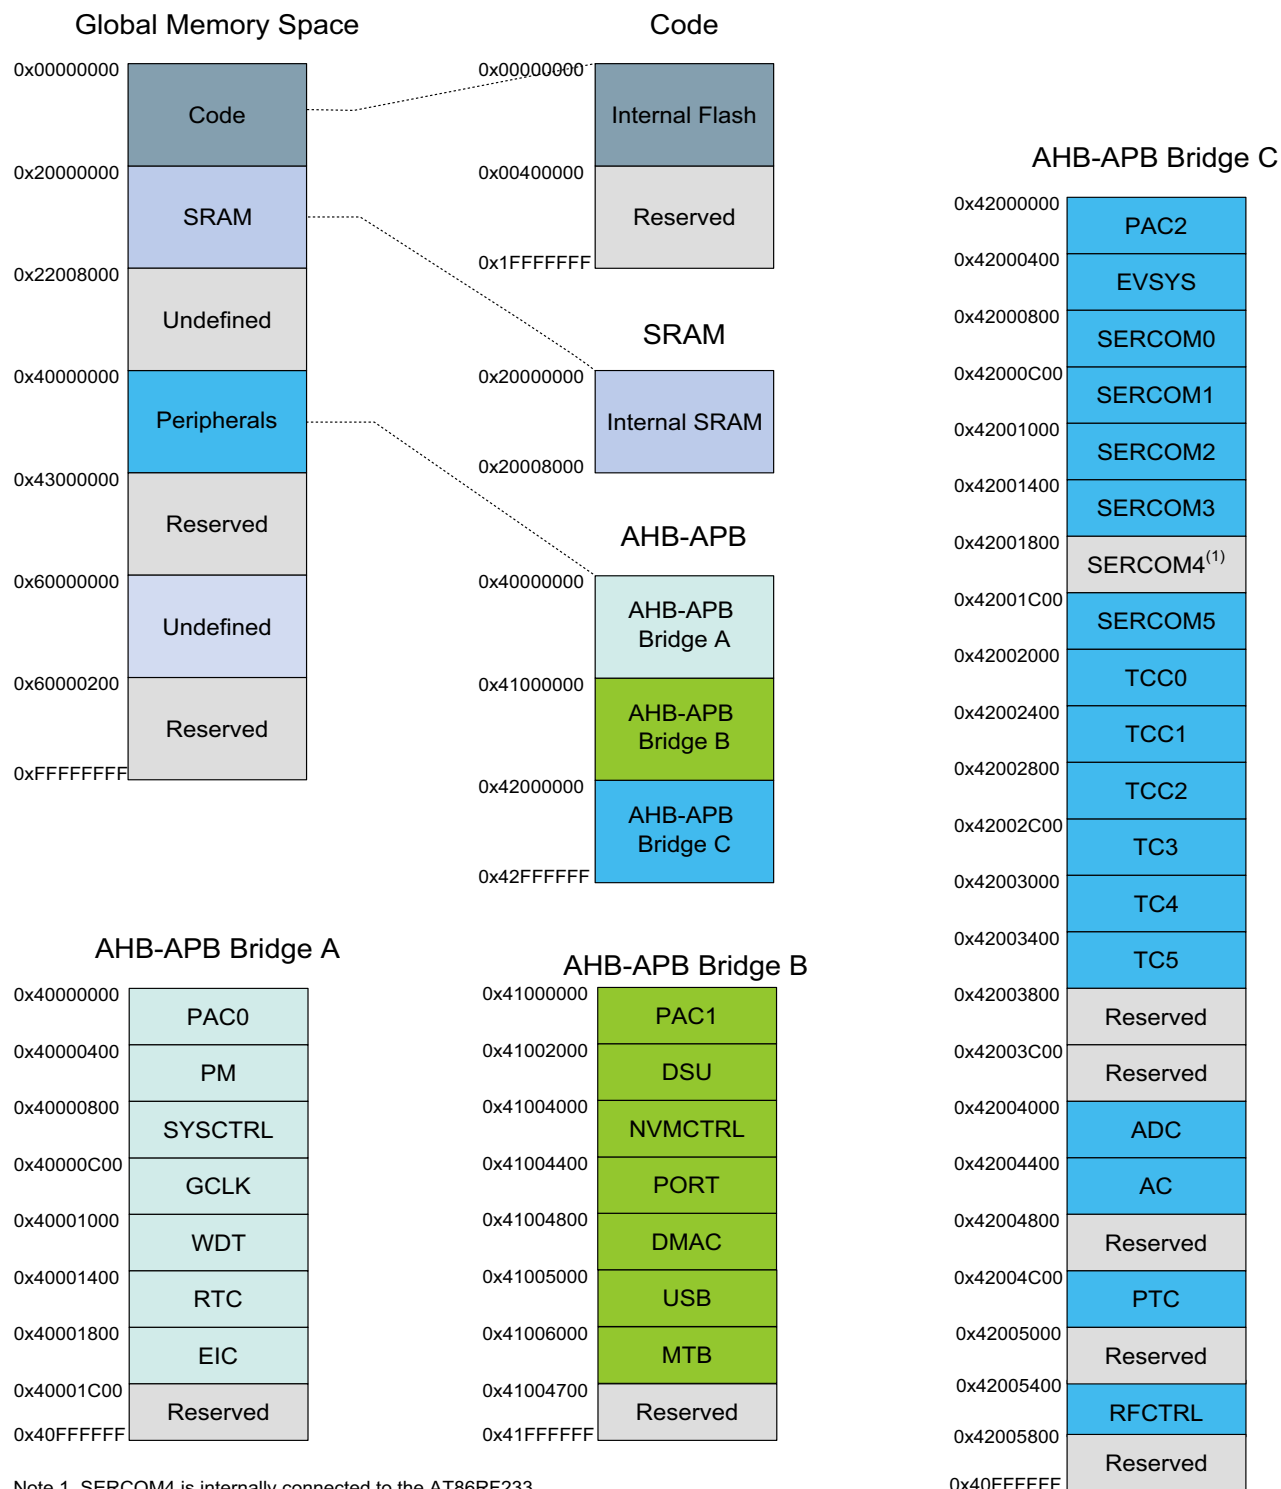 Global Memory Space
0x00000000
Code
0x20000000
SRAM
0x22008000
Undefined
0x40000000
Peripherals
0x43000000
Reserved
0x60000000
Undefined
0x60000200
Reserved
0xFFFFFFFF
Code
0x00000000
Internal Flash
0x00400000
Reserved
0x1FFFFFFF
SRAM
0x20000000
Internal SRAM
0x20008000
AHB-APB
0x40000000
AHB-APB
Bridge A
0x41000000
AHB-APB
Bridge B
0x42000000
AHB-APB
Bridge C
0x42FFFFFF
AHB-APB Bridge A
0x40000000
PAC0
0x40000400
PM
0x40000800
SYSCTRL
0x40000C00
GCLK
0x40001000
WDT
0x40001400
RTC
0x40001800
EIC
0x40001C00
Reserved
0x40FFFFFF
AHB-APB Bridge B
0x41000000
PAC1
0x41002000
DSU
0x41004000
NVMCTRL
0x41004400
PORT
0x41004800
DMAC
0x41005000
USB
0x41006000
MTB
0x41004700
Reserved
0x41FFFFFF
AHB-APB Bridge C
0x42000000
PAC2
0x42000400
EVSYS
0x42000800
SERCOM0
0x42000C00
SERCOM1
0x42001000
SERCOM2
0x42001400
SERCOM3
0x42001800
SERCOM4(1)
0x42001C00
SERCOM5
0x42002000
TCC0
0x42002400
TCC1
0x42002800
TCC2
0x42002C00
TC3
0x42003000
TC4
0x42003400
TC5
0x42003800
Reserved
0x42003C00
Reserved
0x42004000
ADC
0x42004400
AC
0x42004800
Reserved
0x42004C00
PTC
0x42005000
Reserved
0x42005400
RFCTRL
0x42005800
Reserved
0x40FFFFFF
Note 1. SERCOM4 is internally connected to the AT86RF233